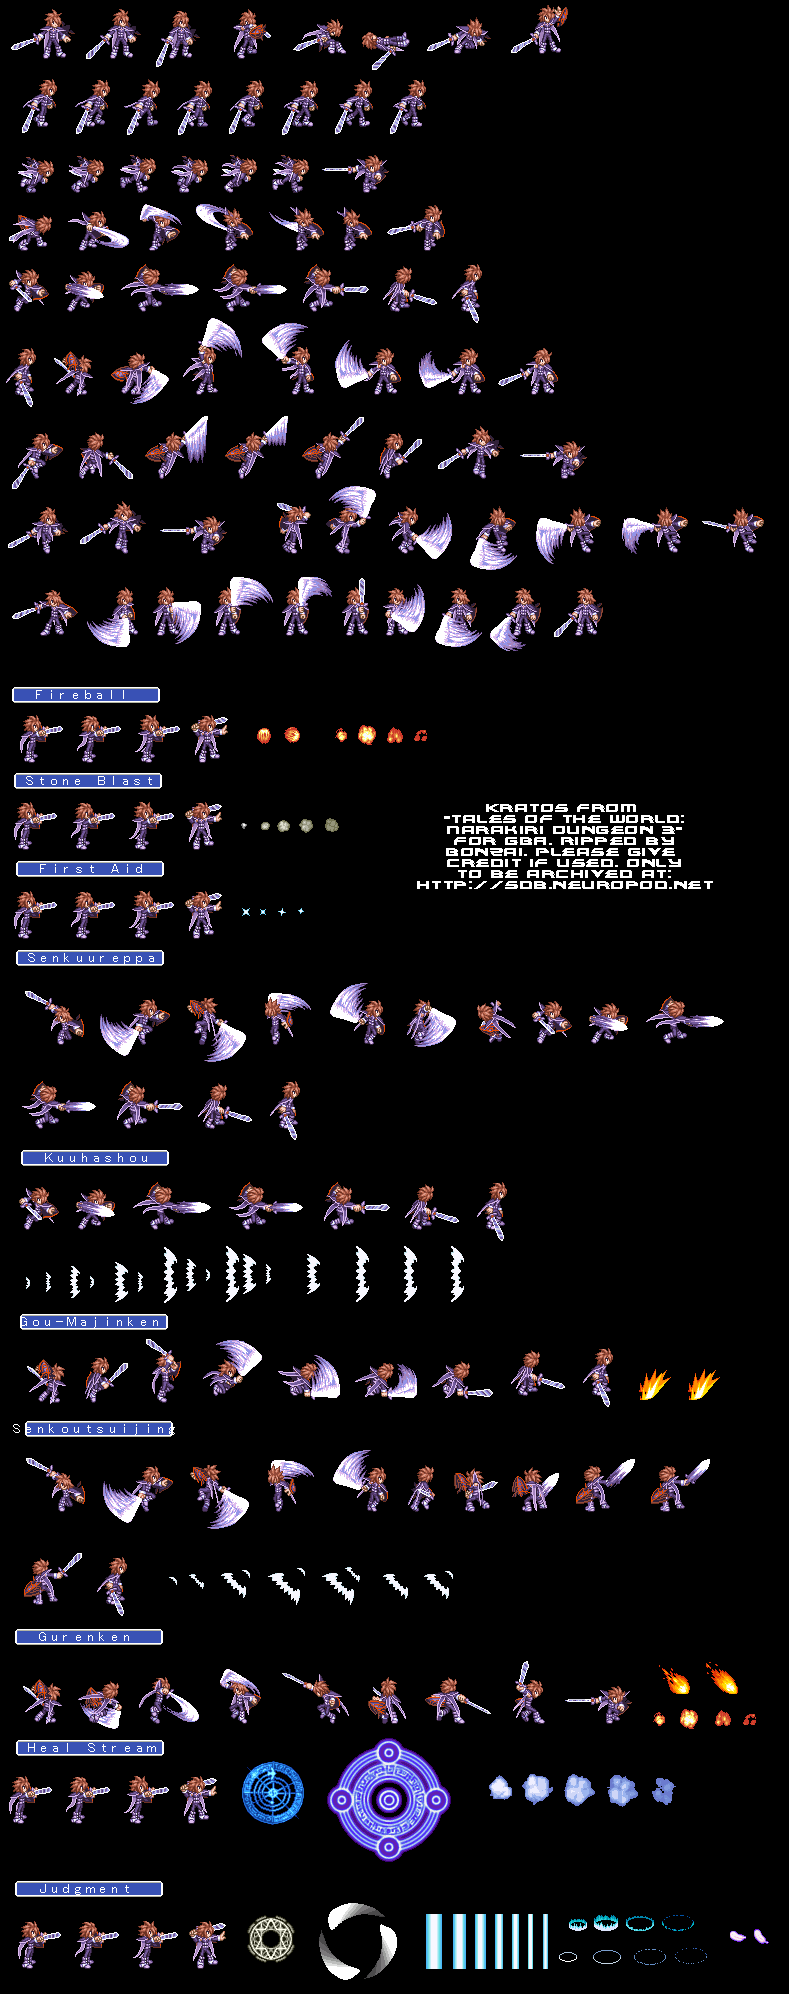 Fireball
Stone Blast
KRATOS FROM
"TALES OF THE WORLD:
NARAKIRI DUNGEON 3"
FOR GBA. RIPPED BY
BONZAI. PLEASE GIVE
CREDIT IF USED. ONLY
TO BE ARCHIVED AT:
HTTP://SDB.NEUROPOD.NET
First Aid
Senkuureppa
Kuuhashou
Gou-Majinken
Senkoutsuijing
Gurenken
Heal Stream
Judgment